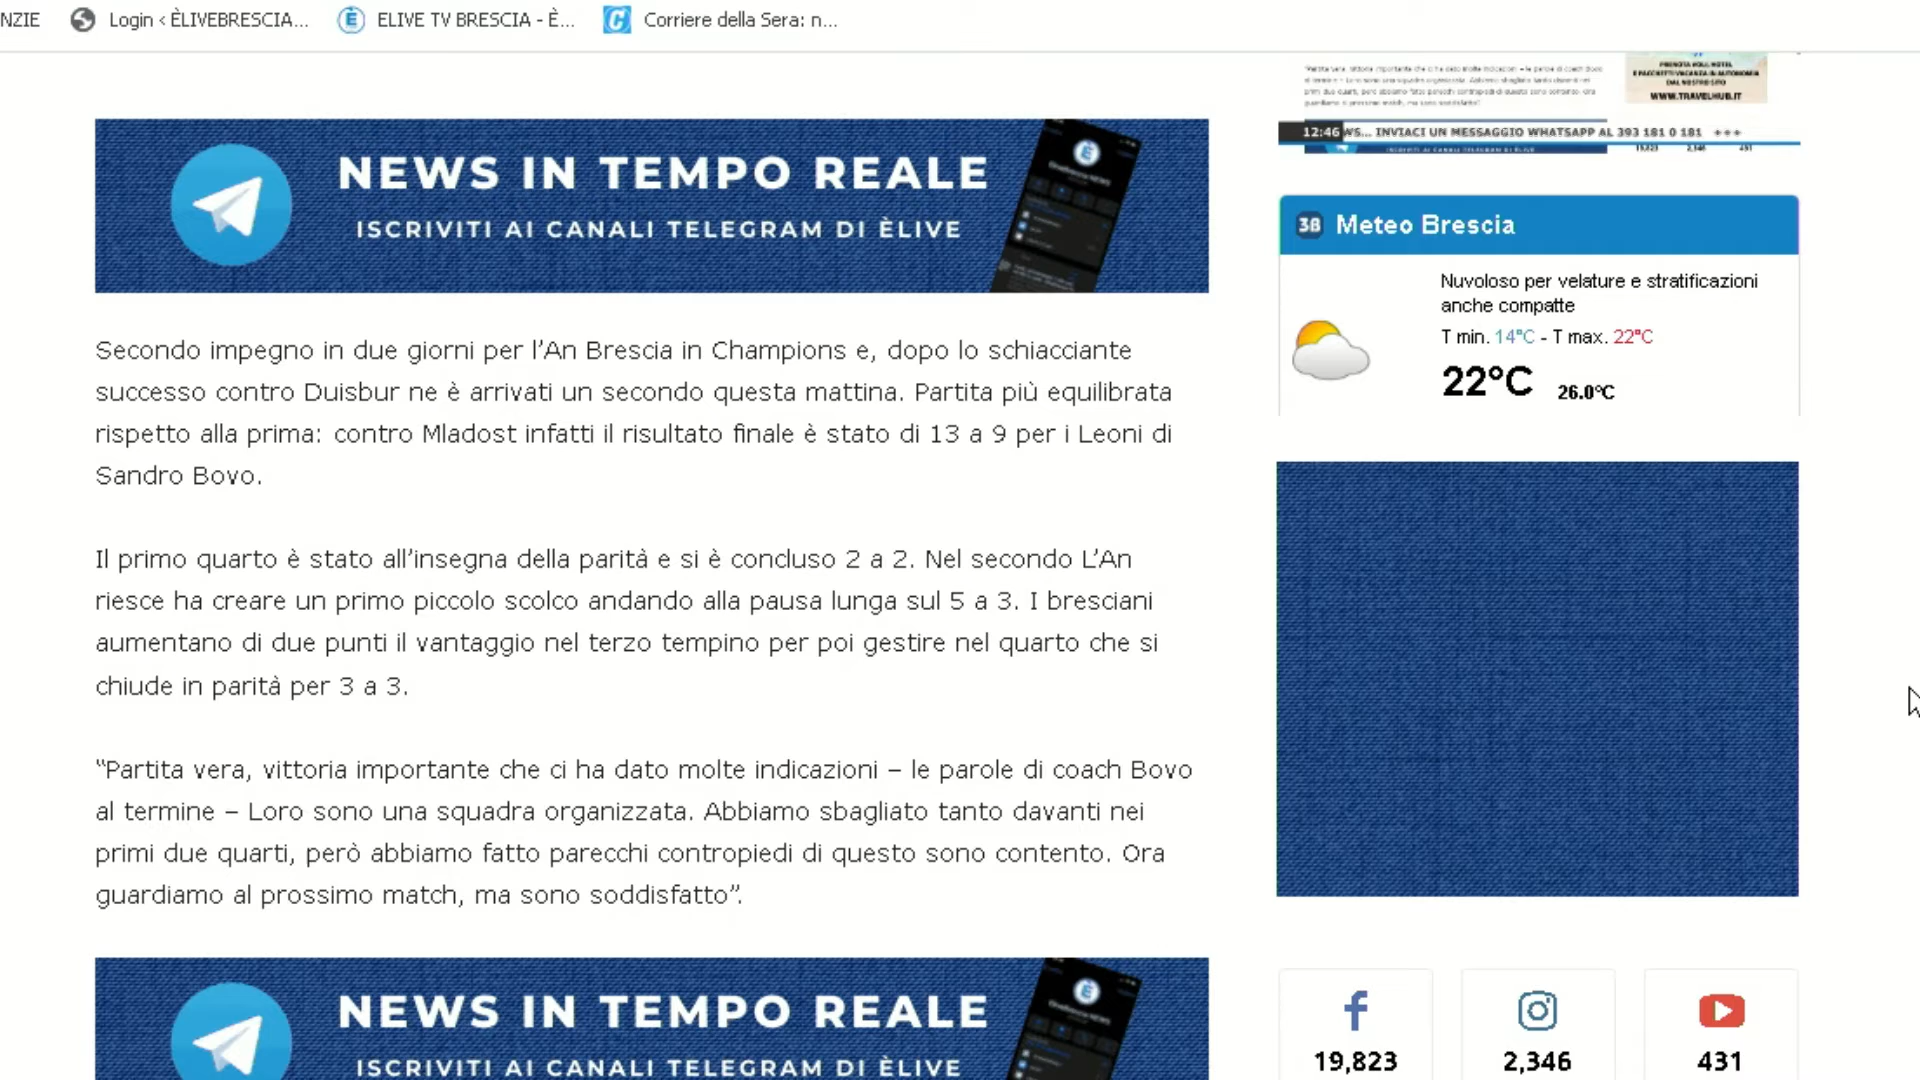 NZIE
Login < ÈLIVEBRESCIA...
ELIVE TV BRESCIA - È...
Corriere della Sera: n...
PRENOTA
DAL NOSTRO SITO
WWW.TRAVELHUB.IT
12:46 WS... INVIACI UN MESSAGGIO WHATSAPP AL 393 181 0 181 +++
NEWS IN TEMPO REALE
ISCRIVITI AI CANALI TELEGRAM DI ÈLIVE
3B Meteo Brescia
Nuvoloso per velature e stratificazioni
anche compatte
T min. 14°C - T max. 22°C
22°C 26.0°C
Secondo impegno in due giorni per l’An Brescia in Champions e, dopo lo schiacciante
successo contro Duisbur ne è arrivati un secondo questa mattina. Partita più equilibrata
rispetto alla prima: contro Mladost infatti il risultato finale è stato di 13 a 9 per i Leoni di
Sandro Bovo.
Il primo quarto è stato all’insegna della parità e si è concluso 2 a 2. Nel secondo L’An
riesce ha creare un primo piccolo scolco andando alla pausa lunga sul 5 a 3. I bresciani
aumentano di due punti il vantaggio nel terzo tempino per poi gestire nel quarto che si
chiude in parità per 3 a 3.
“Partita vera, vittoria importante che ci ha dato molte indicazioni – le parole di coach Bovo
al termine – Loro sono una squadra organizzata. Abbiamo sbagliato tanto davanti nei
primi due quarti, però abbiamo fatto parecchi contropiedi di questo sono contento. Ora
guardiamo al prossimo match, ma sono soddisfatto”.
NEWS IN TEMPO REALE
ISCRIVITI AI CANALI TELEGRAM DI ÈLIVE
19,823
2,346
431